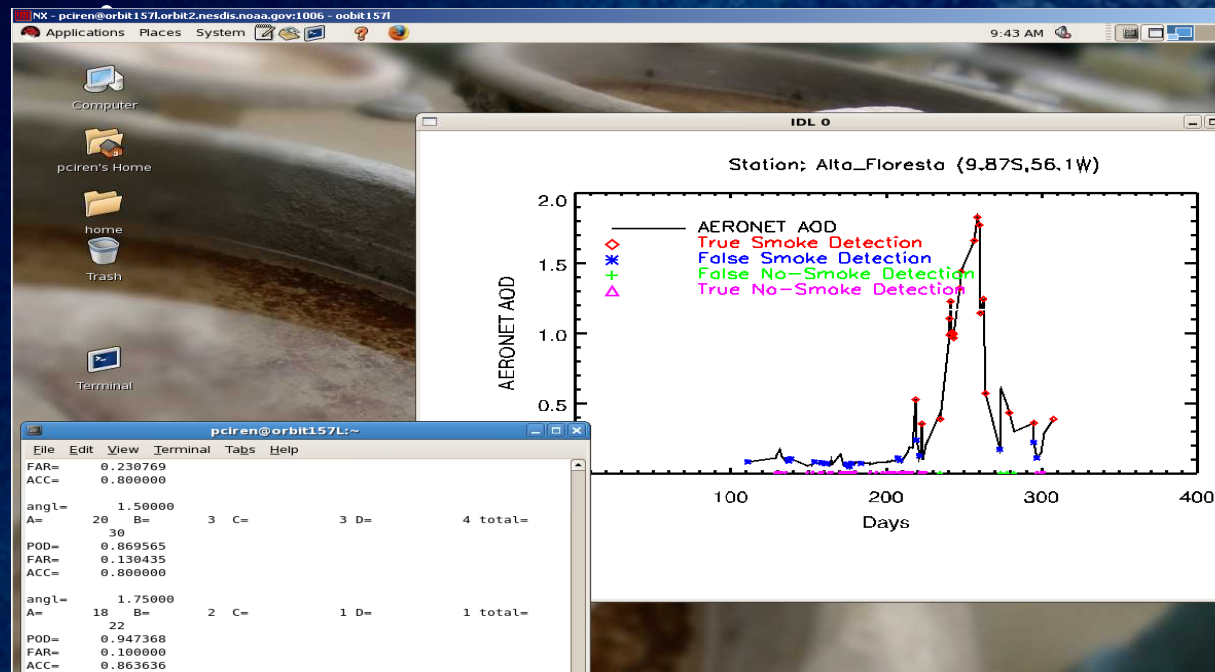 NX - pciren@orbit157l.orbit2.nesdis.noaa.gov:1006 - oobit157l
Applications Places System 9:43 AM
Computer
pciren's Home
home
Trash
Terminal
IDL 0
Station: Alta_Floresta (9.87S,56.1W)
AERONET AOD
True Smoke Detection
False Smoke Detection
False No-Smoke Detection
True No-Smoke Detection
2.0
1.5
1.0
0.5
AERONET AOD
100 200 300 400
Days
pciren@orbit157L:~
File Edit View Terminal Tabs Help
FAR= 0.230769
ACC= 0.800000
angl= 1.50000
A= 20 B= 3 C= 3 D= 4 total=
30
POD= 0.869565
FAR= 0.130435
ACC= 0.800000
angl= 1.75000
A= 18 B= 2 C= 1 D= 1 total=
22
POD= 0.947368
FAR= 0.100000
ACC= 0.863636